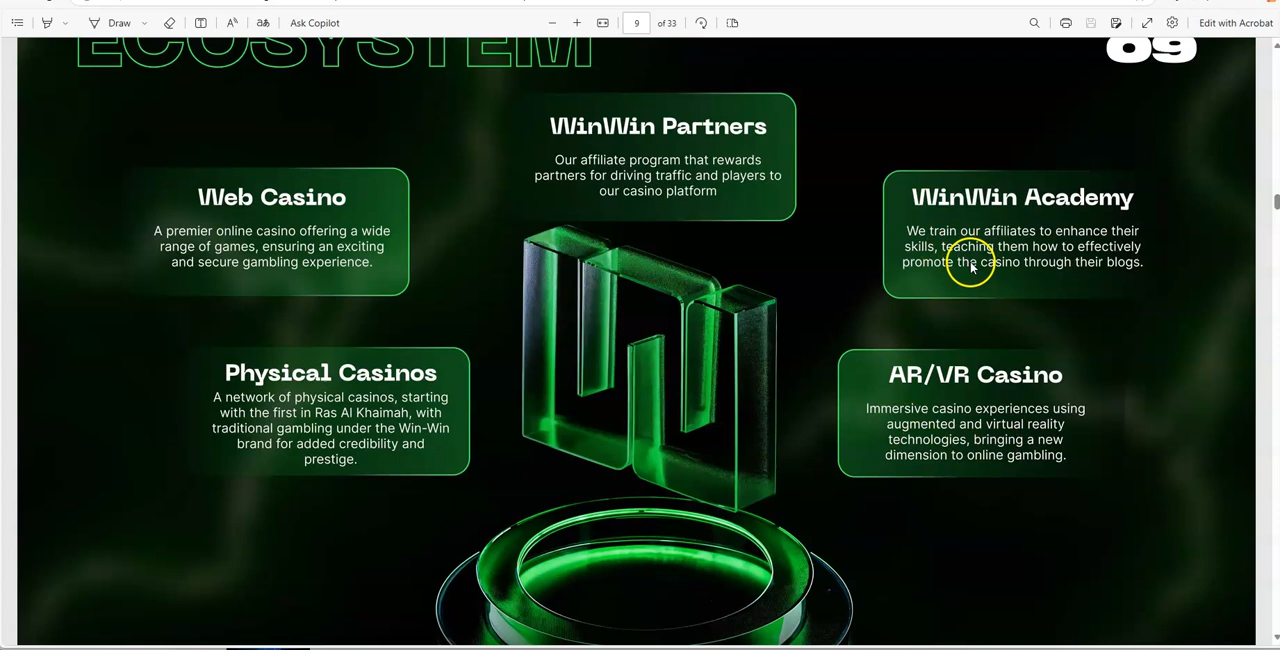 Draw
Ask Copilot
9
of 33
Edit with Acrobat
ECOSYSTEM
09
WinWin Partners
Our affiliate program that rewards
partners for driving traffic and players to
our casino platform
Web Casino
A premier online casino offering a wide
range of games, ensuring an exciting
and secure gambling experience.
WinWin Academy
We train our affiliates to enhance their
skills, teaching them how to effectively
promote the casino through their blogs.
Physical Casinos
A network of physical casinos, starting
with the first in Ras Al Khaimah, with
traditional gambling under the Win-Win
brand for added credibility and
prestige.
AR/VR Casino
Immersive casino experiences using
augmented and virtual reality
technologies, bringing a new
dimension to online gambling.